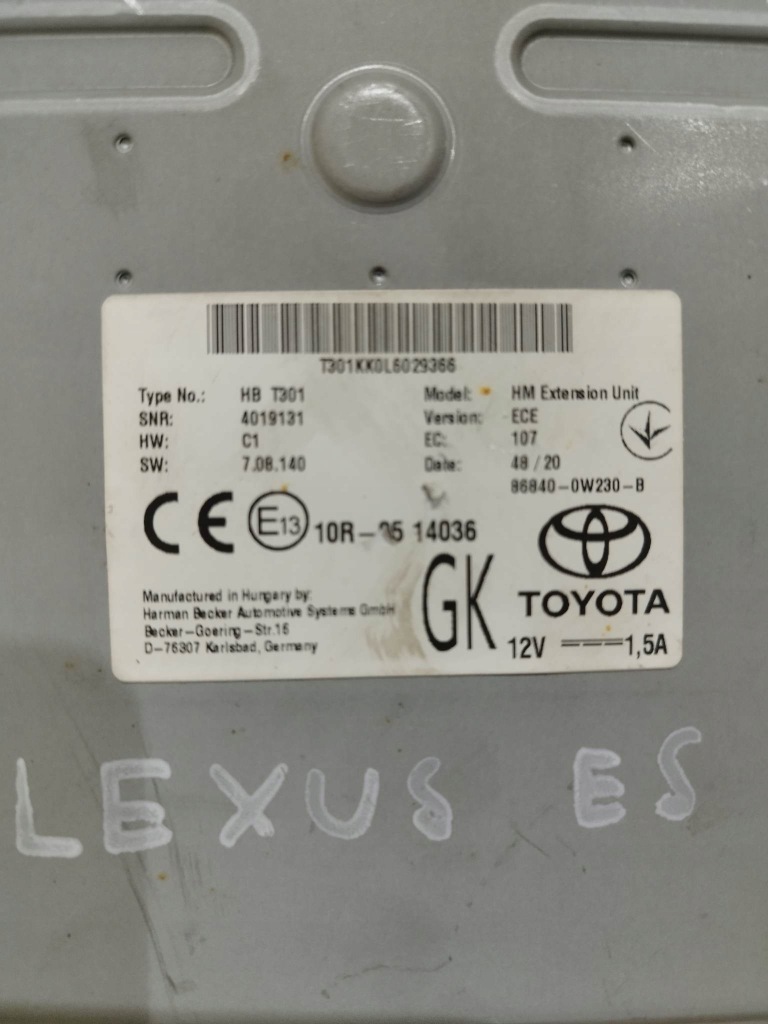 T301KK0L6029366
Type No.: HB T301 Model: HM Extension Unit
SNR: 4019131 Version: ECE
HW: C1 EC: 107
SW: 7.08.140 Date: 48/20
86840-0W230-B
CE E13 10R- 14036
TOYOTA
GK
12V 1,5A
Manufactured in Hungary by:
Harman Becker Automotive Systems GmbH
Becker-Goering-Str.16
D-76307 Karlsbad, Germany
LEXUS ES